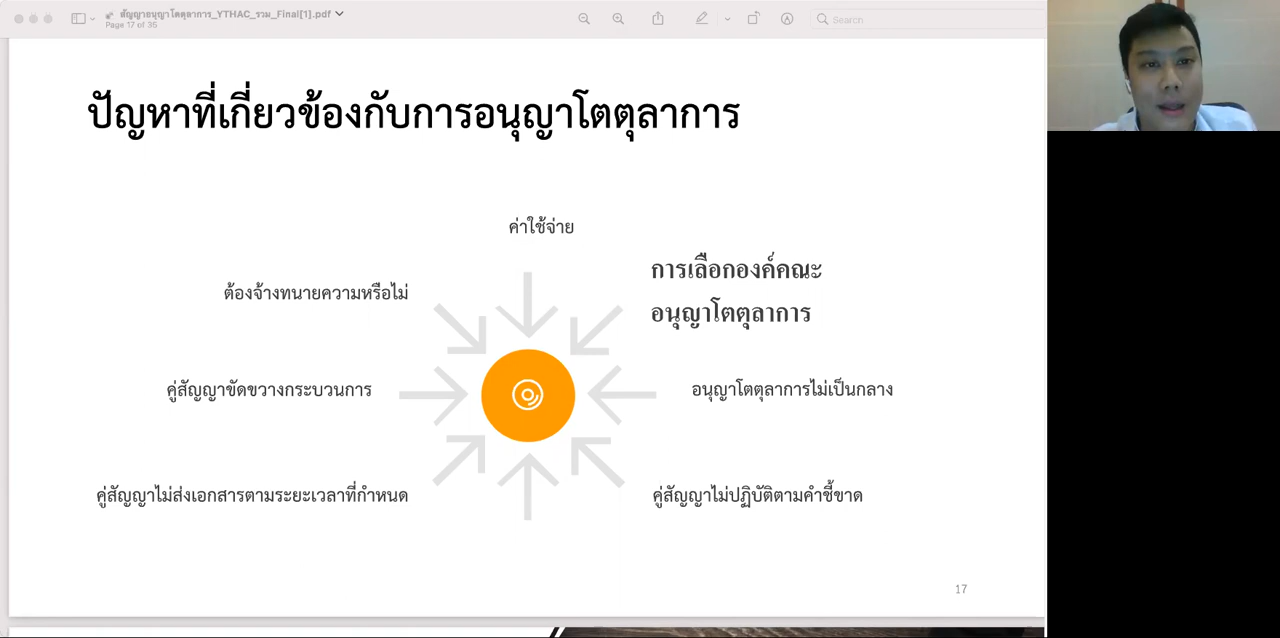 สัญญาอนุญาโตตุลาการ_YTHAC_รวม_Final[1].pdf
Page 17 of 35
Search
ปัญหาที่เกี่ยวข้องกับการอนุญาโตตุลาการ
ค่าใช้จ่าย
การเลือกองค์คณะ
อนุญาโตตุลาการ
ต้องจ้างทนายความหรือไม่
คู่สัญญาขัดขวางกระบวนการ
อนุญาโตตุลาการไม่เป็นกลาง
คู่สัญญาไม่ส่งเอกสารตามระยะเวลาที่กำหนด
คู่สัญญาไม่ปฏิบัติตามคำชี้ขาด
17